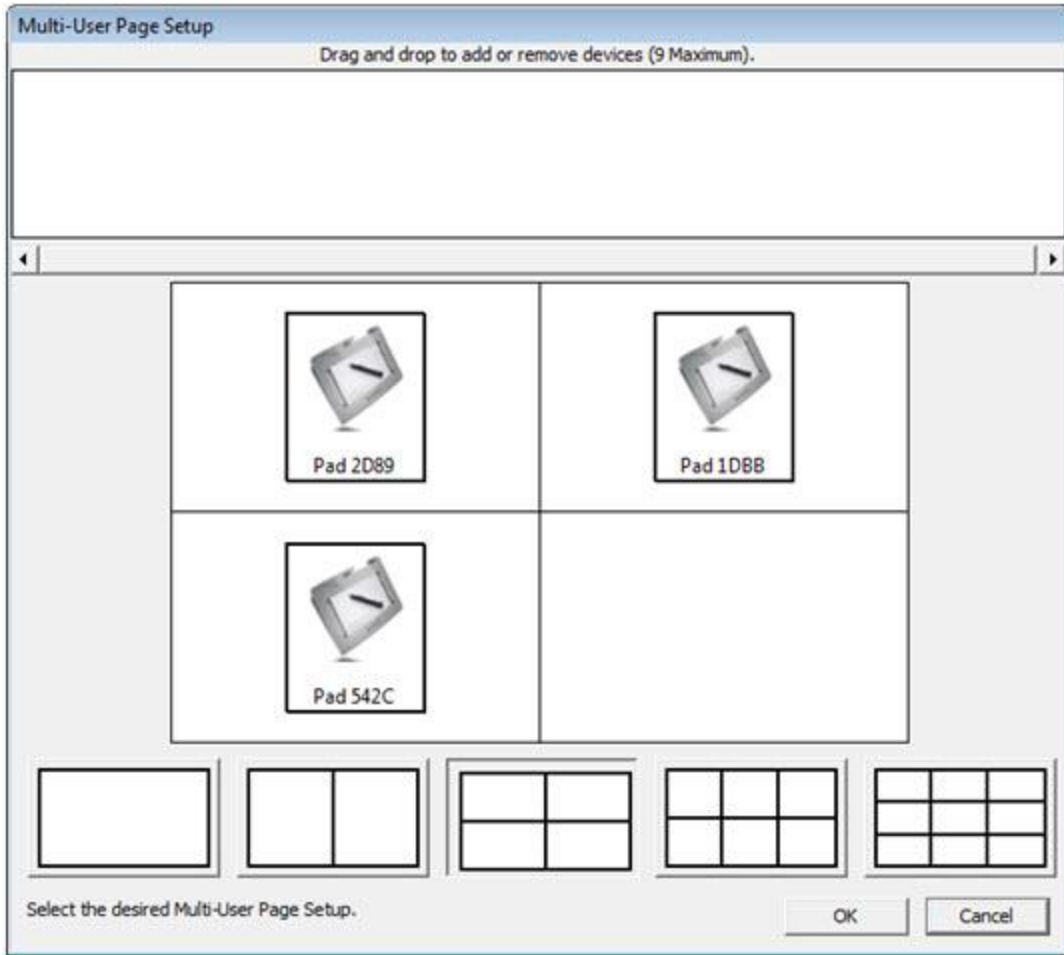 Multi-User Page Setup
Drag and drop to add or remove devices (9 Maximum).
Pad 2D89
Pad 1DBB
Pad 542C
Select the desired Multi-User Page Setup.
OK
Cancel